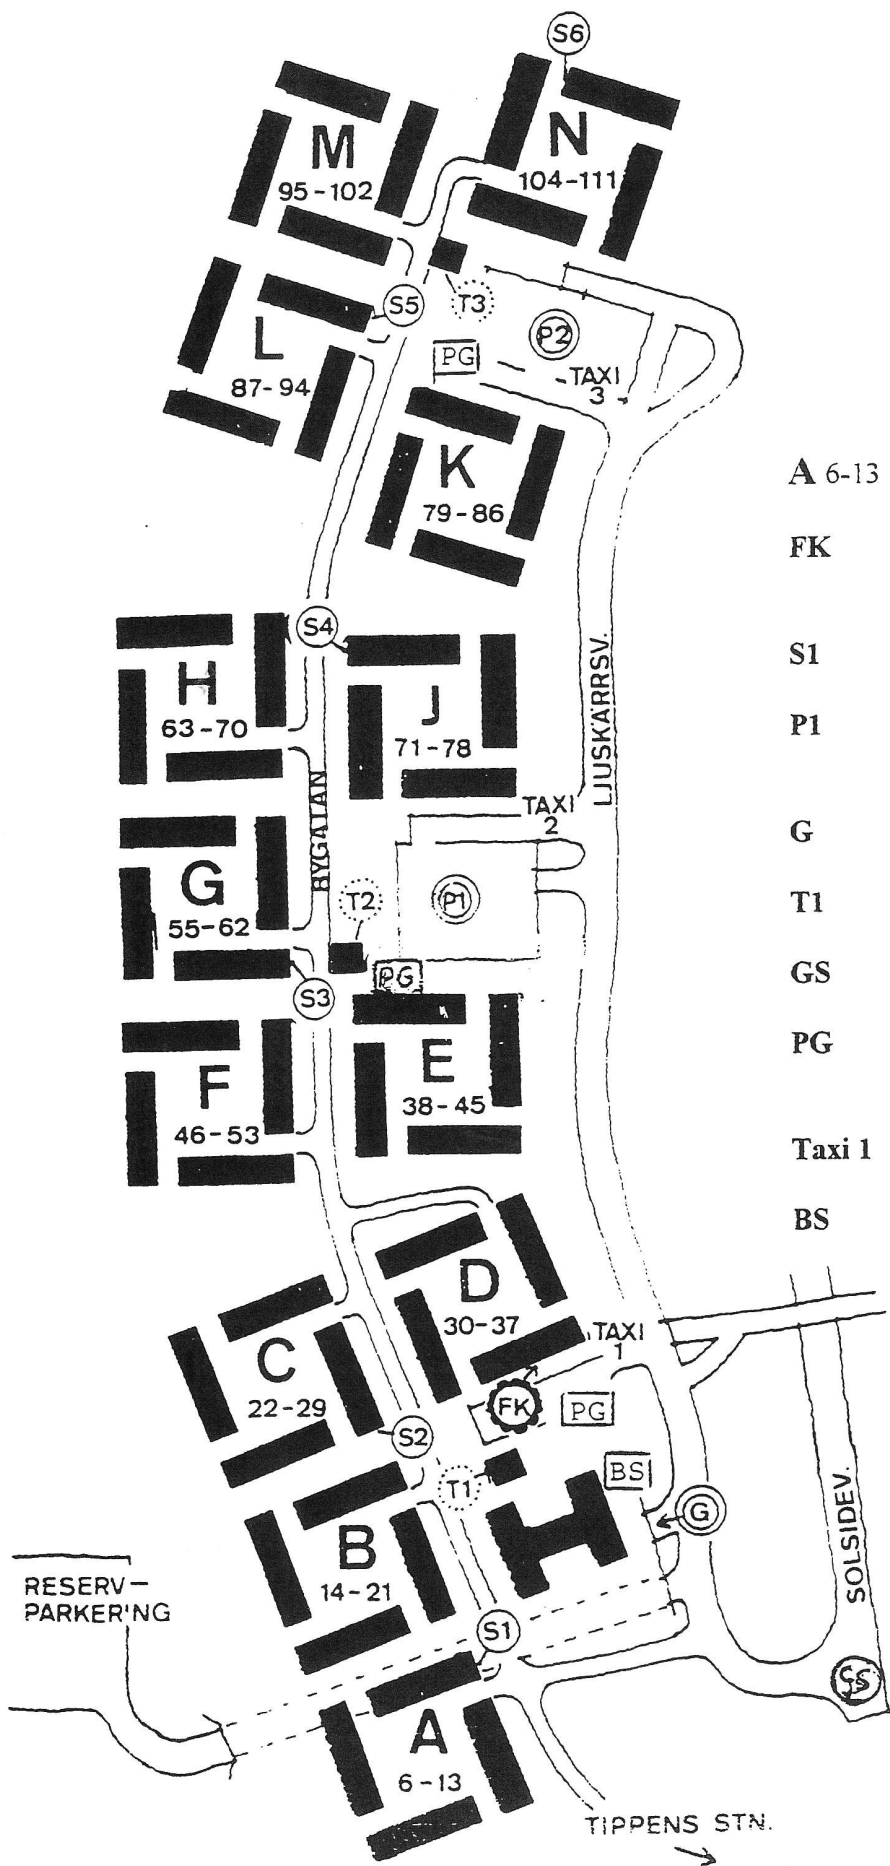 S6
M
95-102
N
104-111
S5
T3
P2
L
87-94
PG
TAXI
3
K
79-86
A 6-13
FK
S1
P1
G
T1
GS
PG
Taxi 1
BS
S4
H
63-70
J
71-78
LJUSKÄRRSV.
BYGATAN
TAXI
2
G
55-62
T2
P1
PG
S3
F
46-53
E
38-45
D
30-37
TAXI
1
C
22-29
FK
PG
S2
T1
BS
G
B
14-21
SOLSIDEV.
RESERV-
PARKERING
S1
GS
A
6-13
TIPPENS STN.